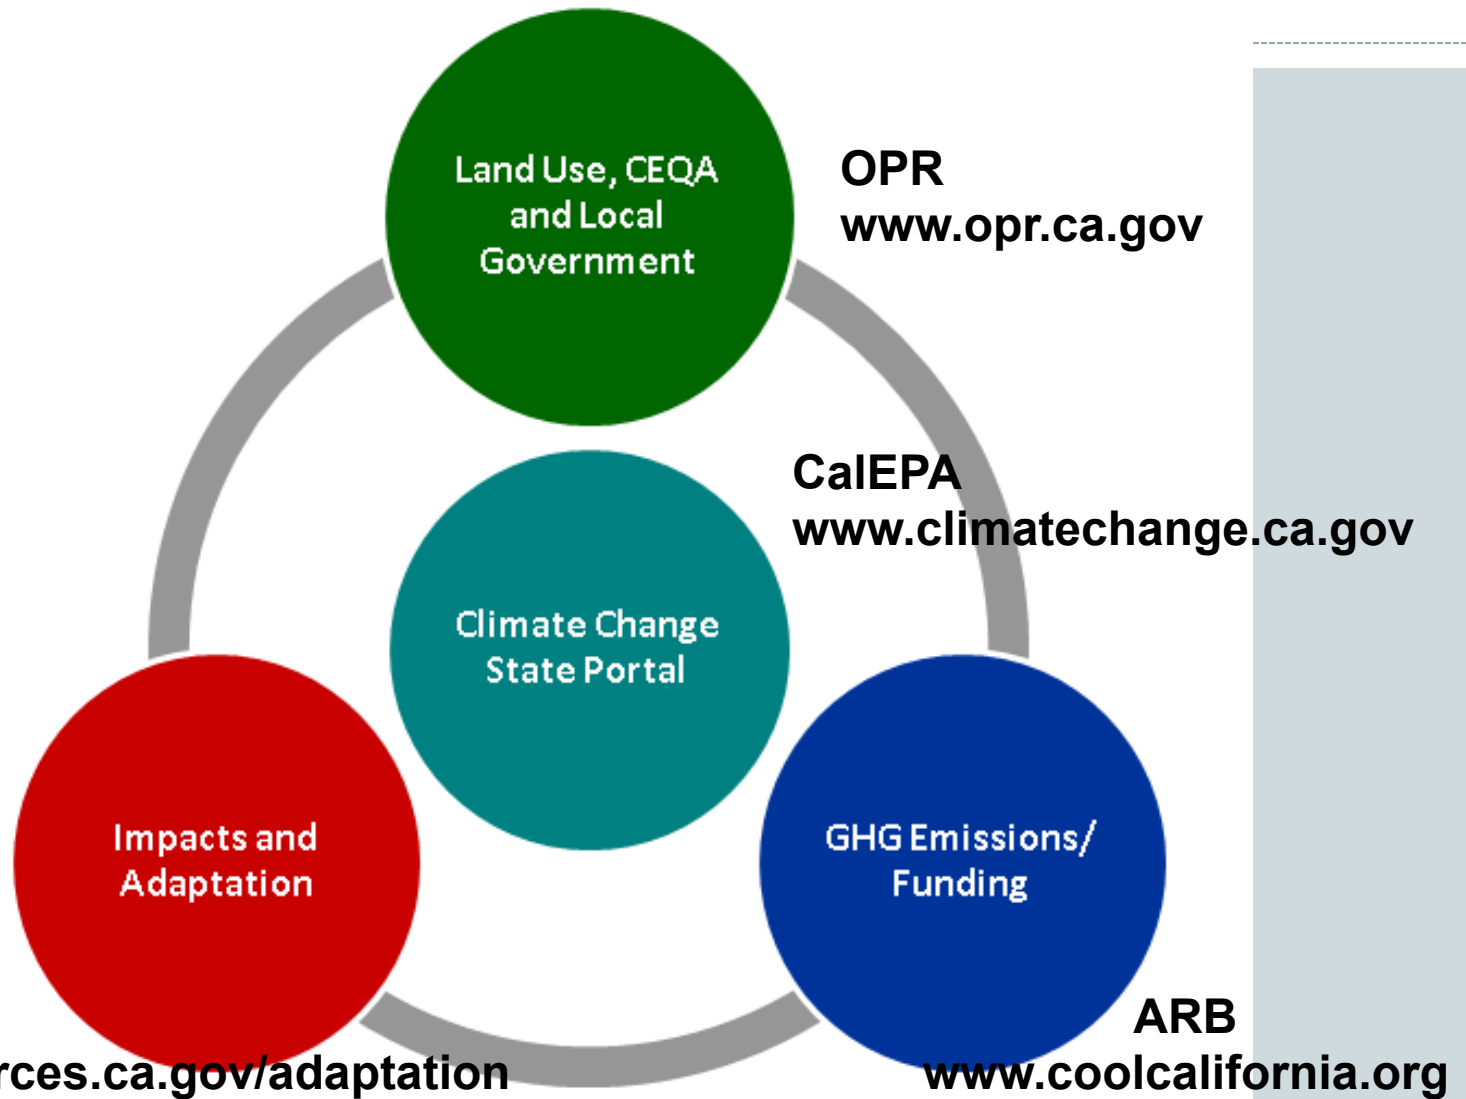 Land Use, CEQA
and Local
Government
OPR
www.opr.ca.gov
CalEPA
www.climatechange.ca.gov
Climate Change
State Portal
Impacts and
Adaptation
GHG Emissions/
Funding
ARB
rces.ca.gov/adaptation
www.coolcalifornia.org